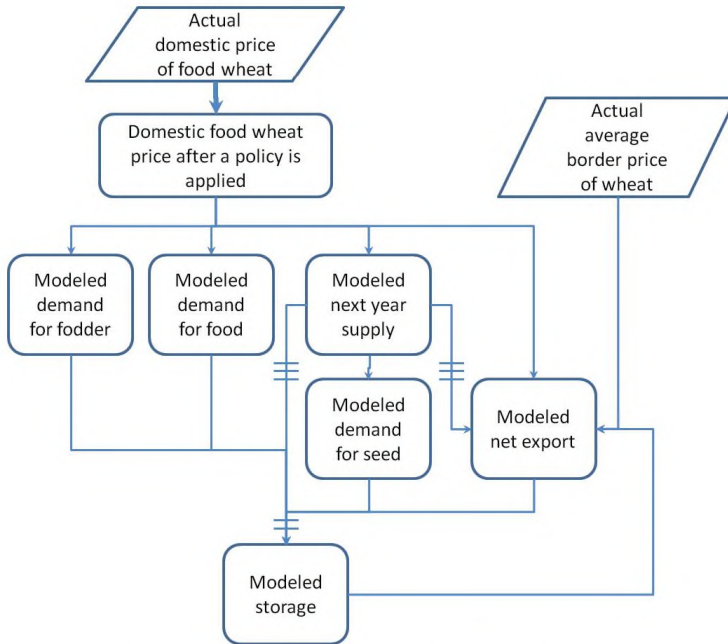 Actual
domestic price
of food wheat
Domestic food wheat
price after a policy is
applied
Actual
average
border price
of wheat
Modeled
demand
for fodder
Modeled
demand
for food
Modeled
next year
supply
Modeled
demand
for seed
Modeled
net export
Modeled
storage